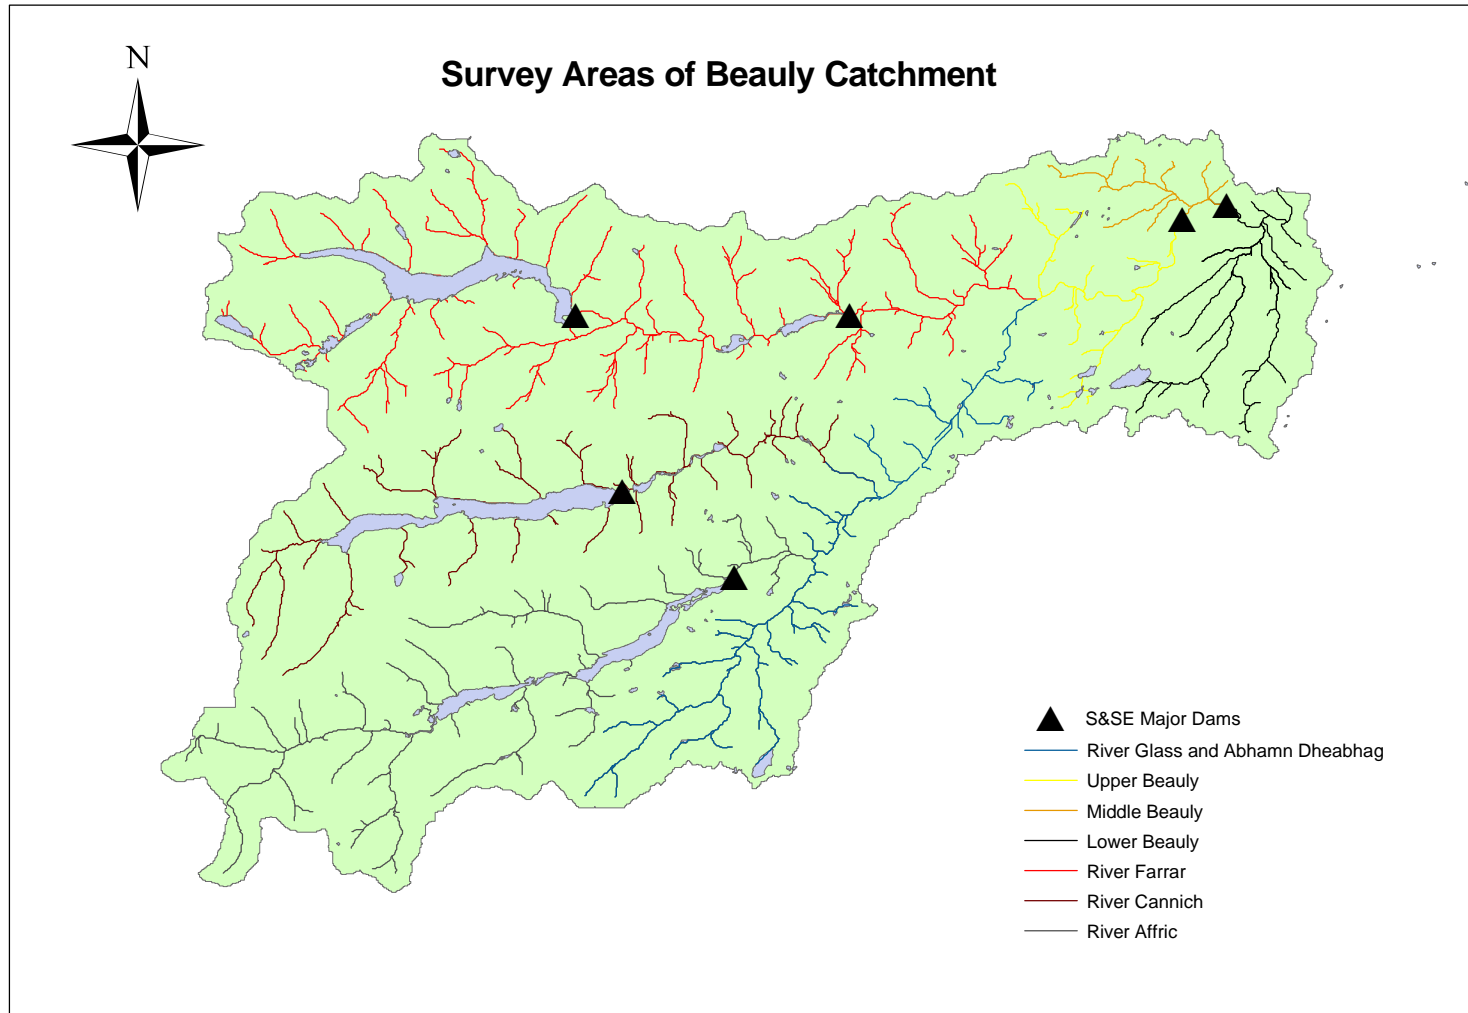 N
Survey Areas of Beauly Catchment
S&SE Major Dams
River Glass and Abhamn Dheabhag
Upper Beauly
Middle Beauly
Lower Beauly
River Farrar
River Cannich
River Affric